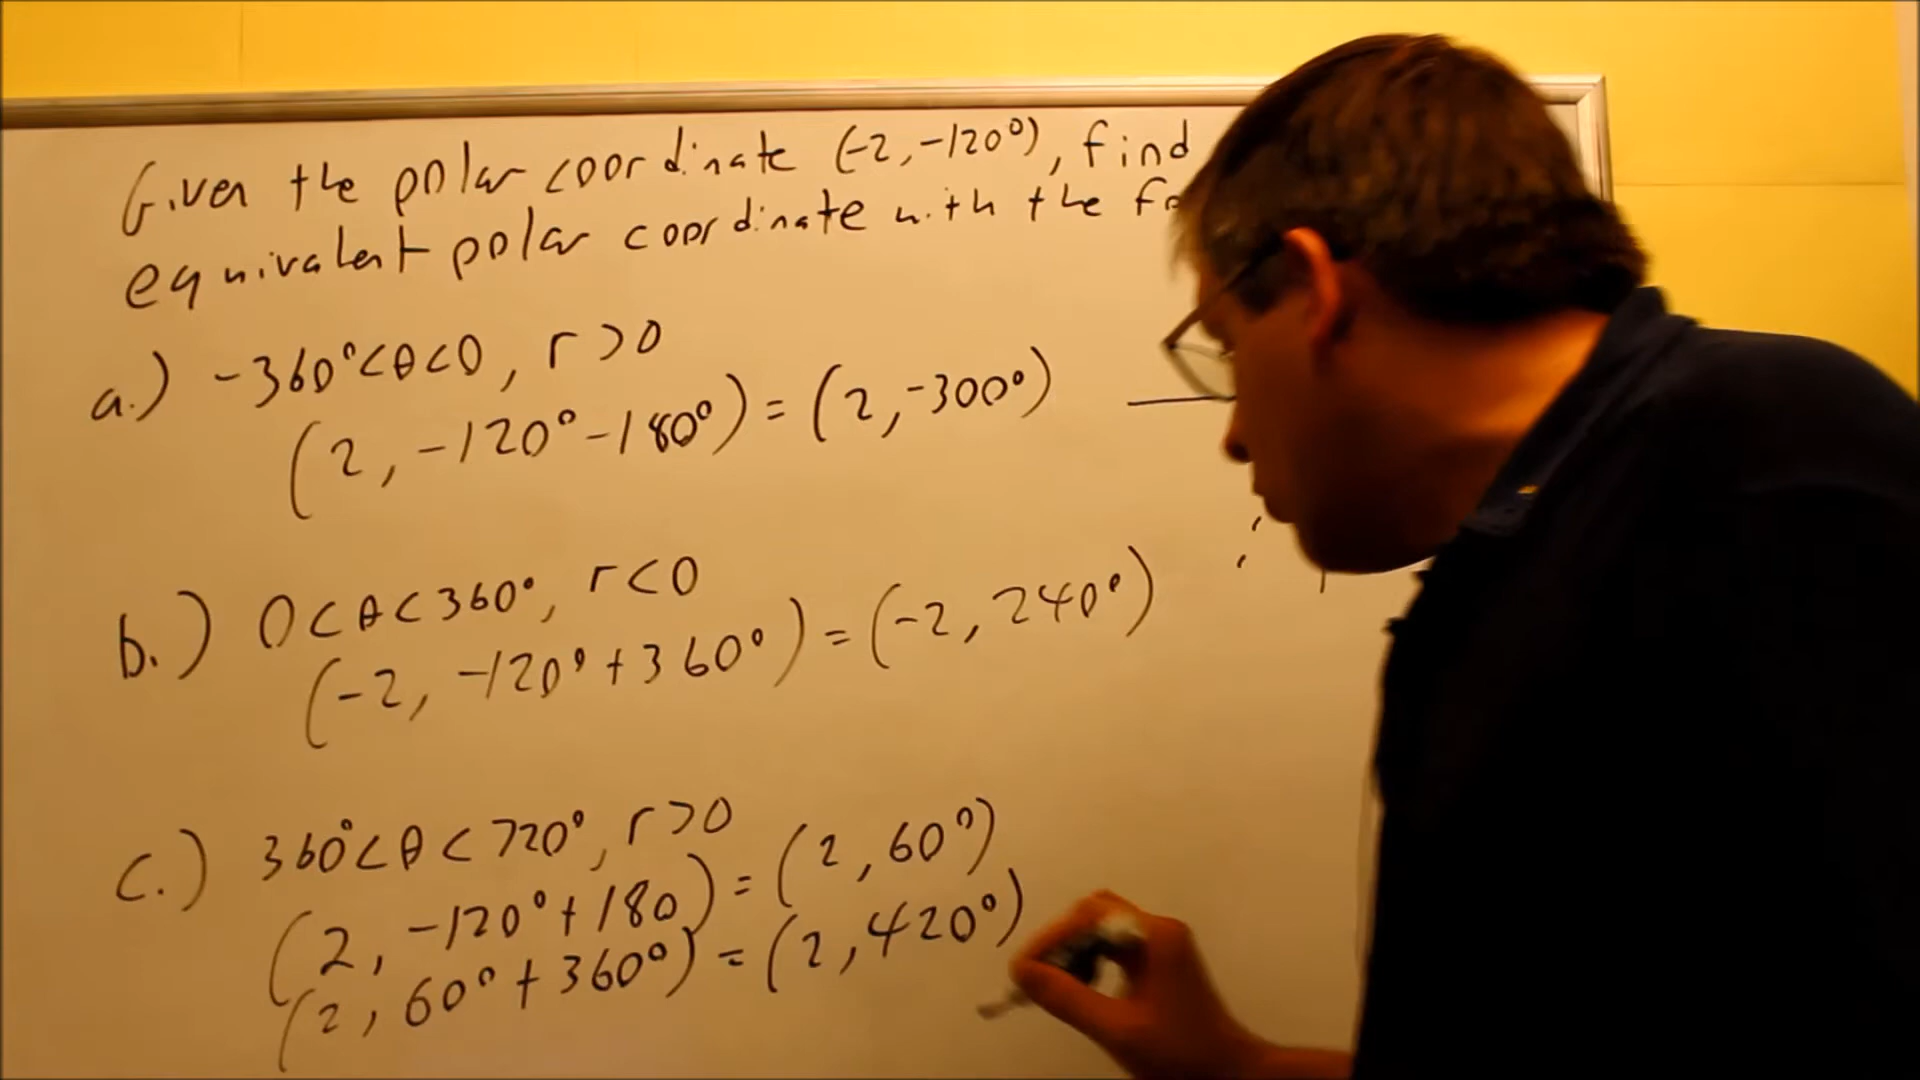 Given the polar coordinate (-2,-120°), find
equivalent polar coordinate with the
a.) -360°<θ<0, r>0
(2, -120°-180°) = (2,-300°)
b.) 0<θ<360°, r<0
(-2, -120°+360°) = (-2, 240°)
c.) 360°<θ<720°, r>0
(2, -120°+180) = (2, 60°)
(2, 60°+360°) = (2, 420°)